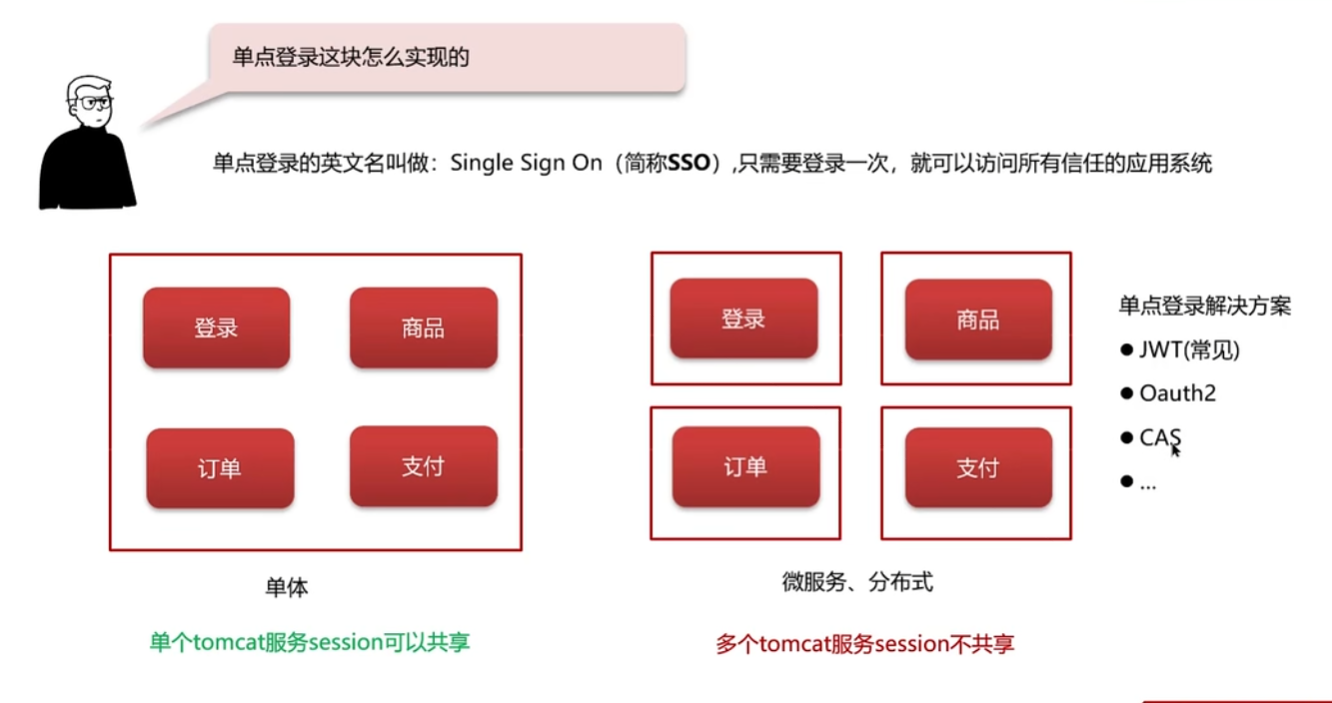 单点登录这块怎么实现的
单点登录的英文名叫做：Single Sign On（简称SSO）,只需要登录一次，就可以访问所有信任的应用系统
登录
商品
订单
支付
单体
单个tomcat服务session可以共享
登录
商品
订单
支付
微服务、分布式
多个tomcat服务session不共享
单点登录解决方案
● JWT(常见)
● Oauth2
● CAS
● ...